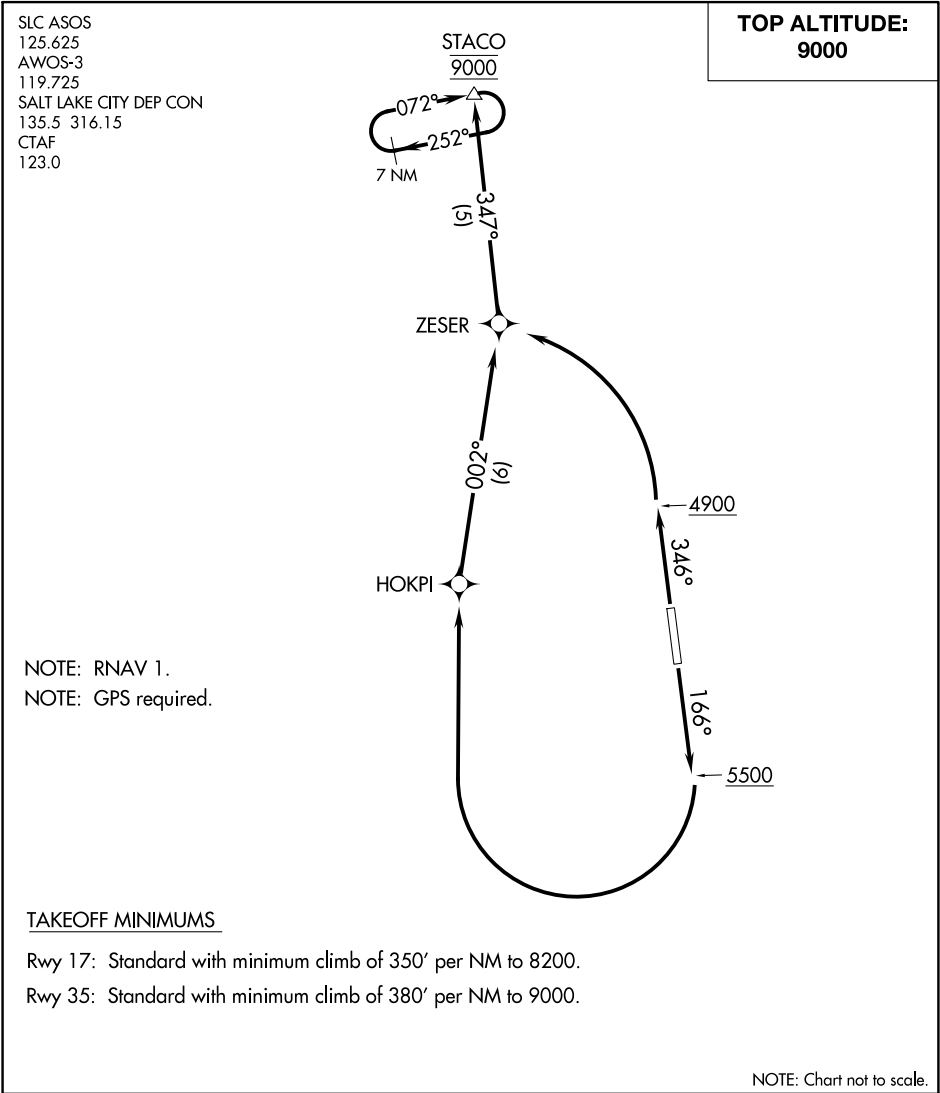 SLC ASOS
125.625
AWOS-3
119.725
SALT LAKE CITY DEP CON
135.5 316.15
CTAF
123.0
TOP ALTITUDE:
9000
STACO
9000
072°
252°
7 NM
347°
(5)
ZESER
002°
(9)
4900
346°
HOKPI
166°
5500
NOTE: RNAV 1.
NOTE: GPS required.
TAKEOFF MINIMUMS
Rwy 17: Standard with minimum climb of 350' per NM to 8200.
Rwy 35: Standard with minimum climb of 380' per NM to 9000.
NOTE: Chart not to scale.